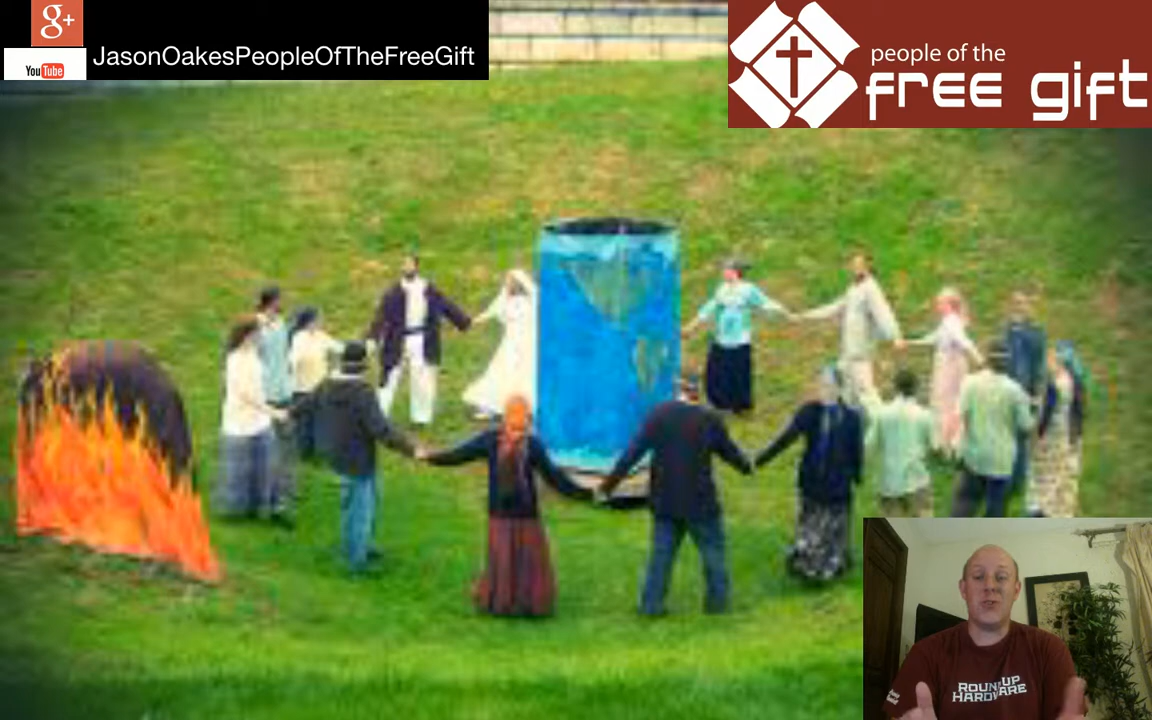 g+
You Tube
JasonOakesPeopleOfTheFreeGift
people of the
free gift
ROUNDUP
HARDWARE